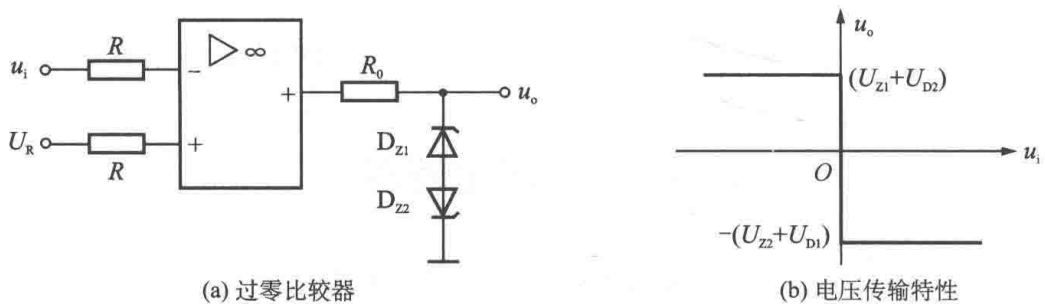 R
u_i
− ▷ ∞
+
R_0
u_o
U_R
+
R
D_Z1
D_Z2
(a) 过零比较器
u_o
(U_Z1+U_D2)
O
u_i
−(U_Z2+U_D1)
(b) 电压传输特性